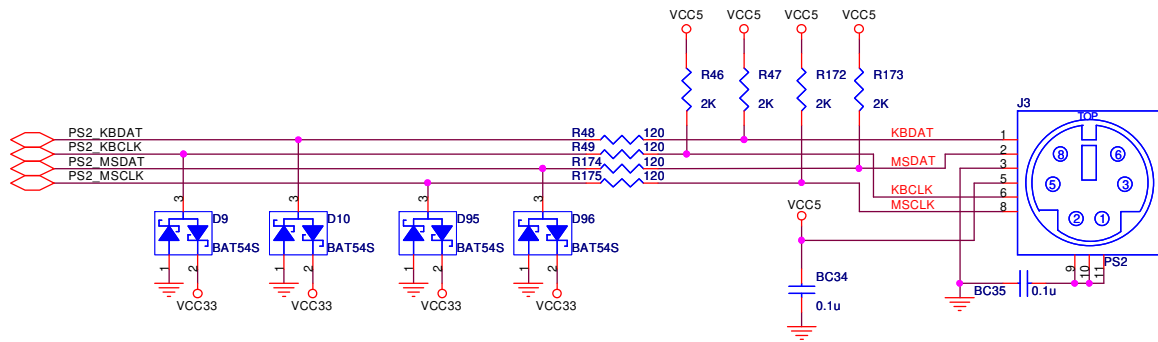 VCC5 VCC5 VCC5 VCC5
R46 R47 R172 R173
2K 2K 2K 2K
J3
TOP
PS2_KBDAT R48 120 KBDAT 1
PS2_KBCLK R49 120 2
PS2_MSDAT R174 120 MSDAT 3
PS2_MSCLK R175 120 5
KBCLK 6
MSCLK 8
8 6
5 3
2 1
3 3 3 3
VCC5
D9 D10 D95 D96
BAT54S BAT54S BAT54S BAT54S
1 2 1 2 1 2 1 2
VCC33 VCC33 VCC33 VCC33
BC34
0.1u
9 10 11
PS2
BC35 0.1u